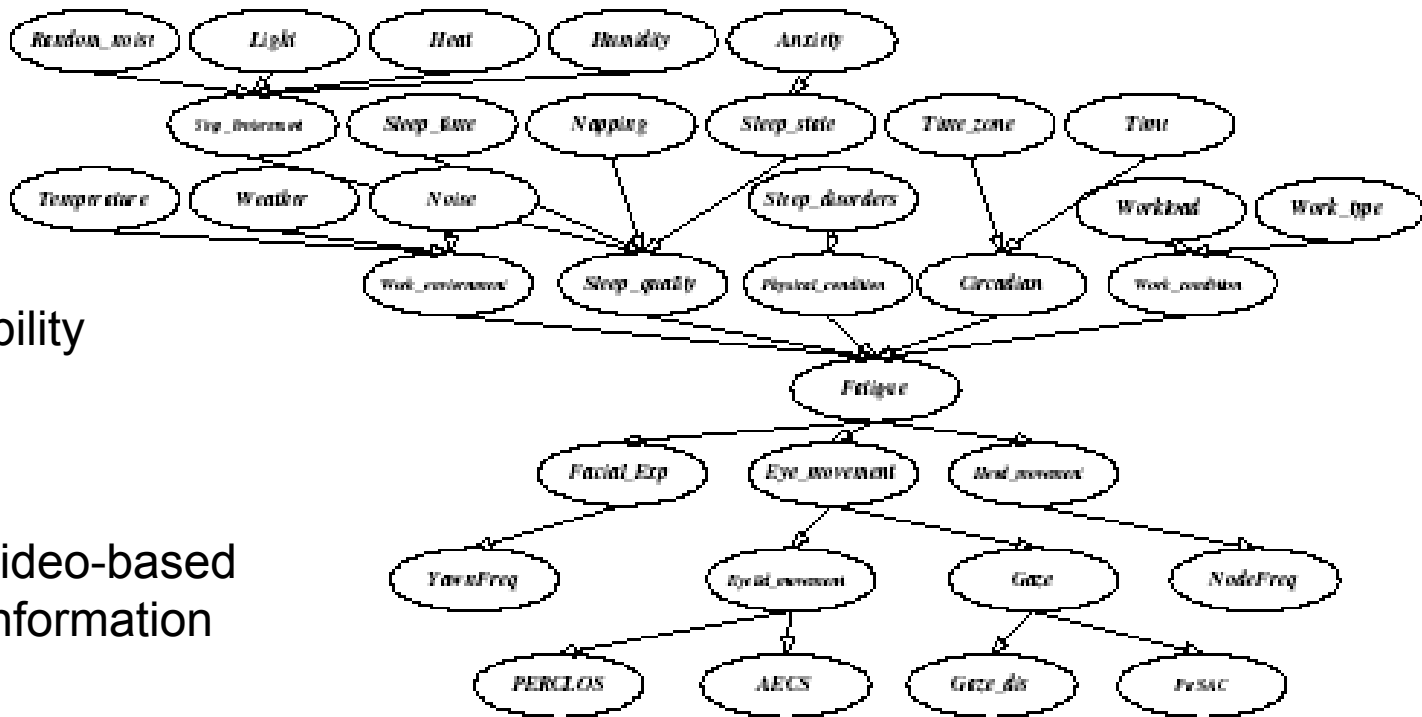 Random_noise Light Heat Humidity Anxiety
Sleep_time Napping Sleep_state Time_zone Time
Temperature Weather Noise Sleep_disorders Workload Work_type
Work_environment Sleep_quality Physical_condition Circadian Work_condition
bility
Fatigue
Facial_Exp Eye_movement Head_movement
ideo-based
YawnFreq Eyelid_movement Gaze NodeFreq
nformation
PERCLOS AECS Gaze_dis PerSAC